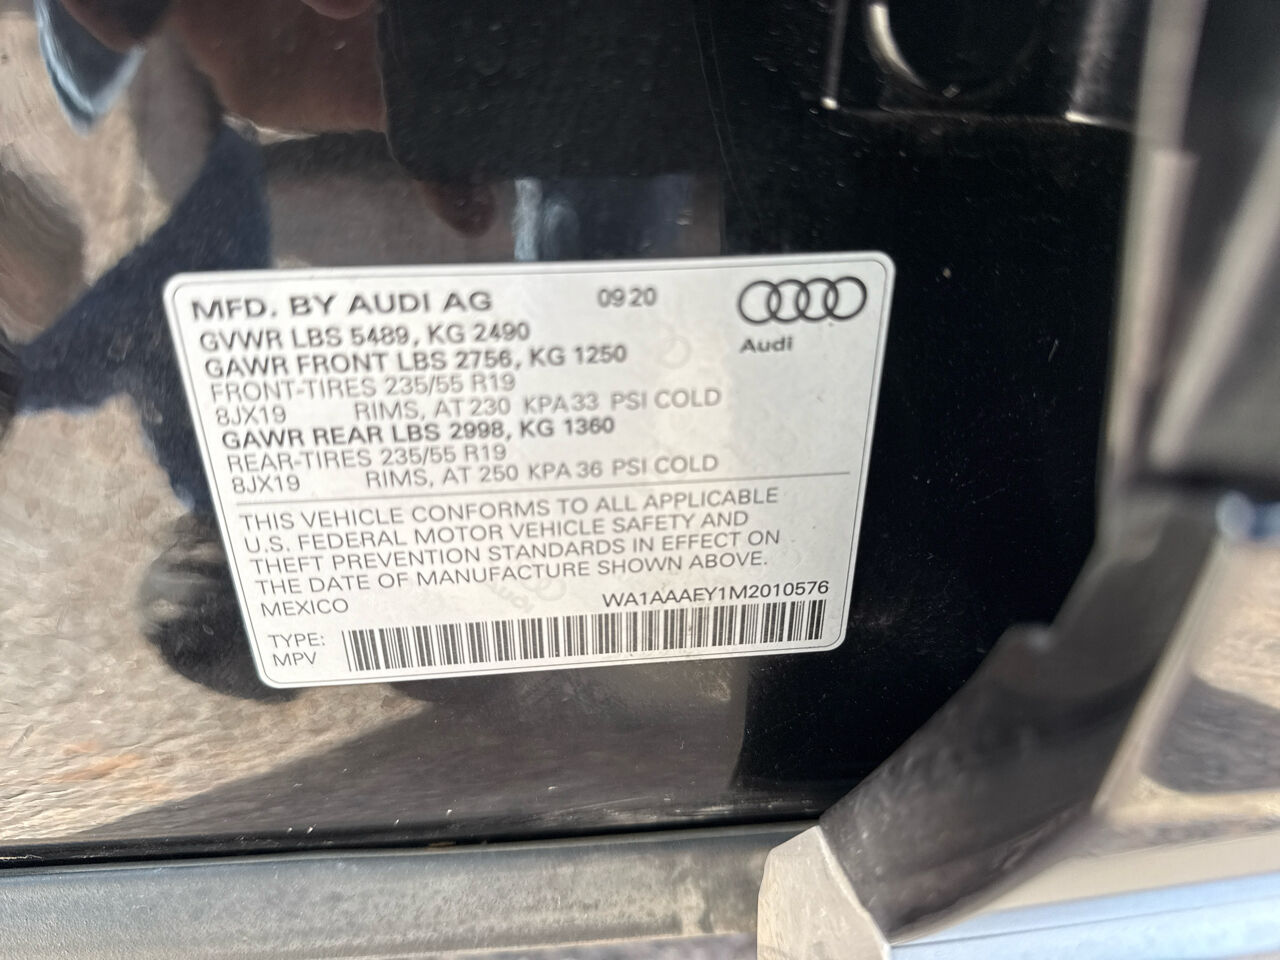 MFD. BY AUDI AG 0920
GVWR LBS 5489, KG 2490
Audi
GAWR FRONT LBS 2756, KG 1250
FRONT-TIRES 235/55 R19
8JX19 RIMS, AT 230 KPA 33 PSI COLD
GAWR REAR LBS 2998, KG 1360
REAR-TIRES 235/55 R19
8JX19 RIMS, AT 250 KPA 36 PSI COLD
THIS VEHICLE CONFORMS TO ALL APPLICABLE
U.S. FEDERAL MOTOR VEHICLE SAFETY AND
THEFT PREVENTION STANDARDS IN EFFECT ON
THE DATE OF MANUFACTURE SHOWN ABOVE.
MEXICO WA1AAAEY1M2010576
TYPE:
MPV